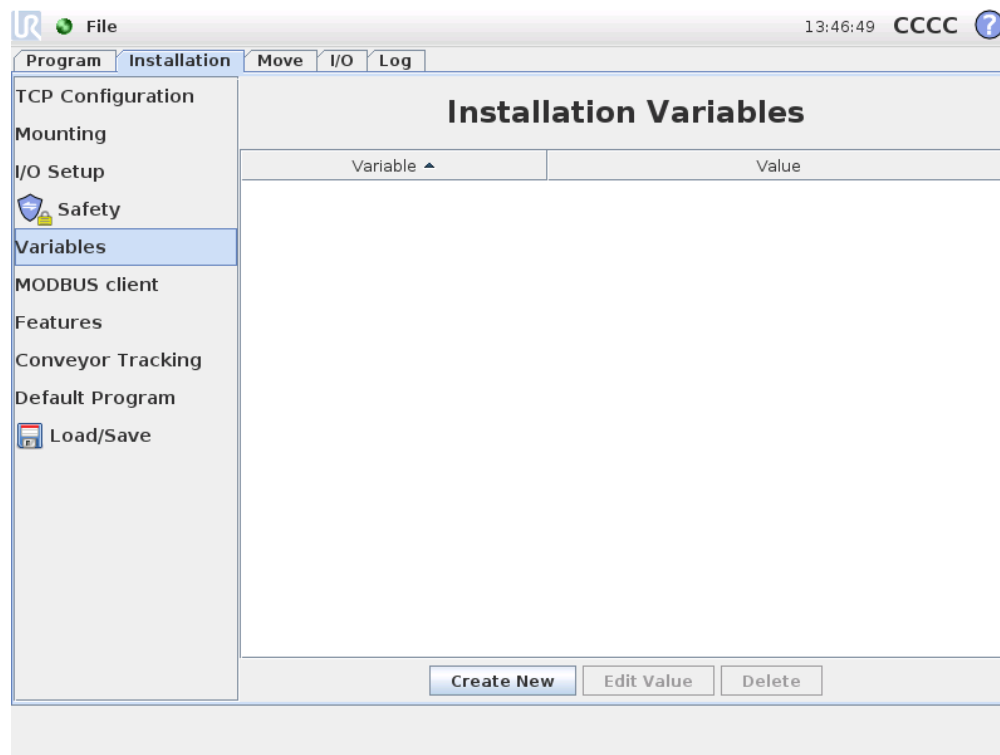 UR File 13:46:49 CCCC ?
Program Installation Move I/O Log
TCP Configuration
Mounting
I/O Setup
Safety
Variables
MODBUS client
Features
Conveyor Tracking
Default Program
Load/Save
Installation Variables
Variable Value
Create New Edit Value Delete